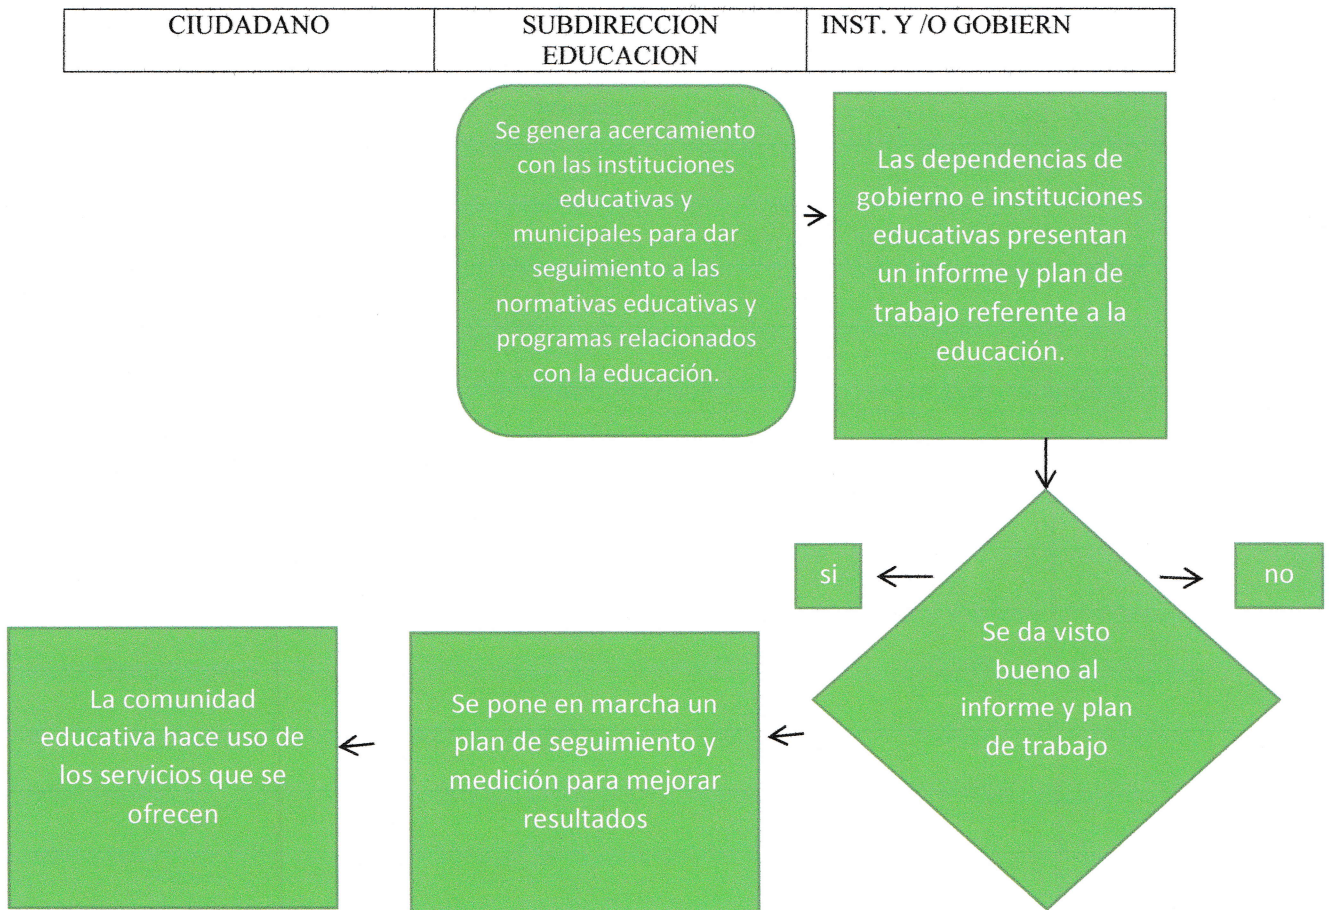 CIUDADANO
SUBDIRECCION
EDUCACION
INST. Y /O GOBIERN
Se genera acercamiento
con las instituciones
educativas y
municipales para dar
seguimiento a las
normativas educativas y
programas relacionados
con la educación.
Las dependencias de
gobierno e instituciones
educativas presentan
un informe y plan de
trabajo referente a la
educación.
si
no
Se da visto
bueno al
informe y plan
de trabajo
Se pone en marcha un
plan de seguimiento y
medición para mejorar
resultados
La comunidad
educativa hace uso de
los servicios que se
ofrecen